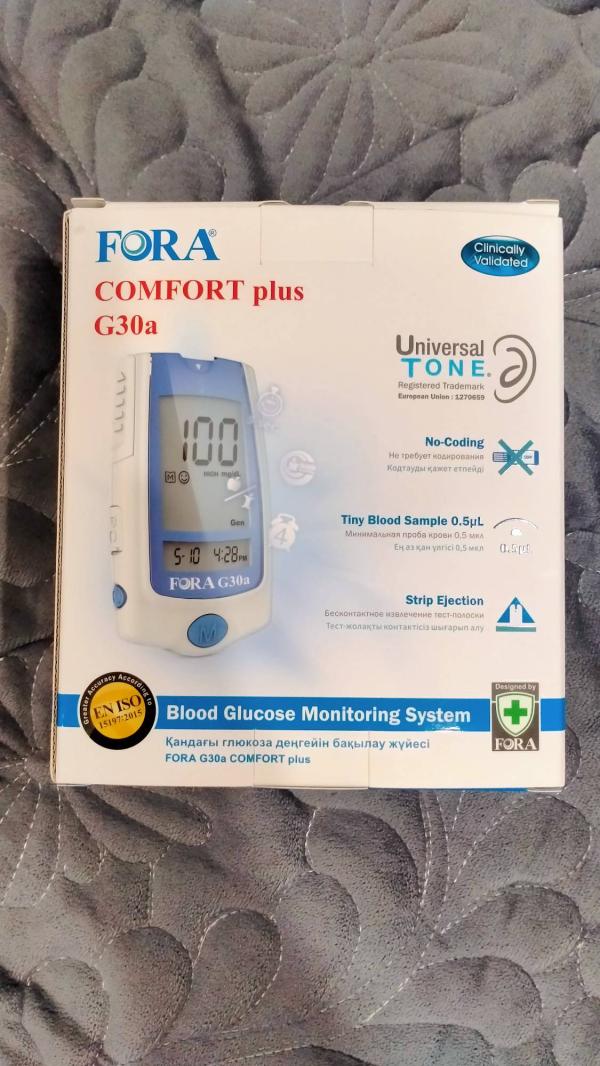 FORA®
COMFORT plus
G30a
Clinically
Validated
Universal
TONE®
Registered Trademark
European Union : 1270659
No-Coding
Не требует кодирования
Кодтауды қажет етпейді
Tiny Blood Sample 0.5µL
Минимальная проба крови 0,5 мкл
Ең аз қан үлгісі 0,5 мкл
0.5µL
Strip Ejection
Бесконтактное извлечение тест-полоски
Тест-жолақты контактісіз шығарып алу
100
M
mg/dL
Gen
5-10 4:28PM
FORA G30a
M
4
Greater Accuracy According to
EN ISO
15197:2015
Blood Glucose Monitoring System
Designed by
FORA
Қандағы глюкоза деңгейін бақылау жүйесі
FORA G30a COMFORT plus